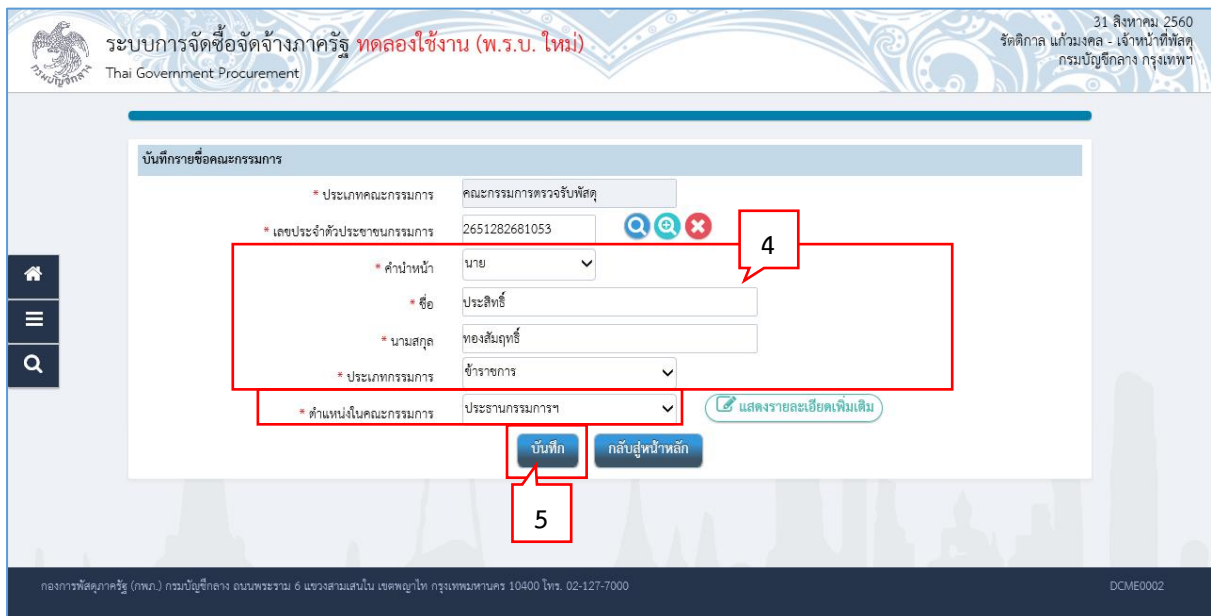 31 สิงหาคม 2560
ระบบการจัดซื้อจัดจ้างภาครัฐ ทดลองใช้งาน (พ.ร.บ. ใหม่)
รัตติกาล แก้วมงคล - เจ้าหน้าที่พัสดุ
Thai Government Procurement
กรมบัญชีกลาง กรุงเทพฯ
กรมบัญชีกลาง
บันทึกรายชื่อคณะกรรมการ
* ประเภทคณะกรรมการ คณะกรรมการตรวจรับพัสดุ
* เลขประจำตัวประชาชนกรรมการ 2651282681053
4
* คำนำหน้า นาย
* ชื่อ ประสิทธิ์
* นามสกุล ทองสัมฤทธิ์
* ประเภทกรรมการ ข้าราชการ
* ตำแหน่งในคณะกรรมการ ประธานกรรมการฯ แสดงรายละเอียดเพิ่มเติม
บันทึก กลับสู่หน้าหลัก
5
กองการพัสดุภาครัฐ (กพภ.) กรมบัญชีกลาง ถนนพระราม 6 แขวงสามเสนใน เขตพญาไท กรุงเทพมหานคร 10400 โทร. 02-127-7000 DCME0002